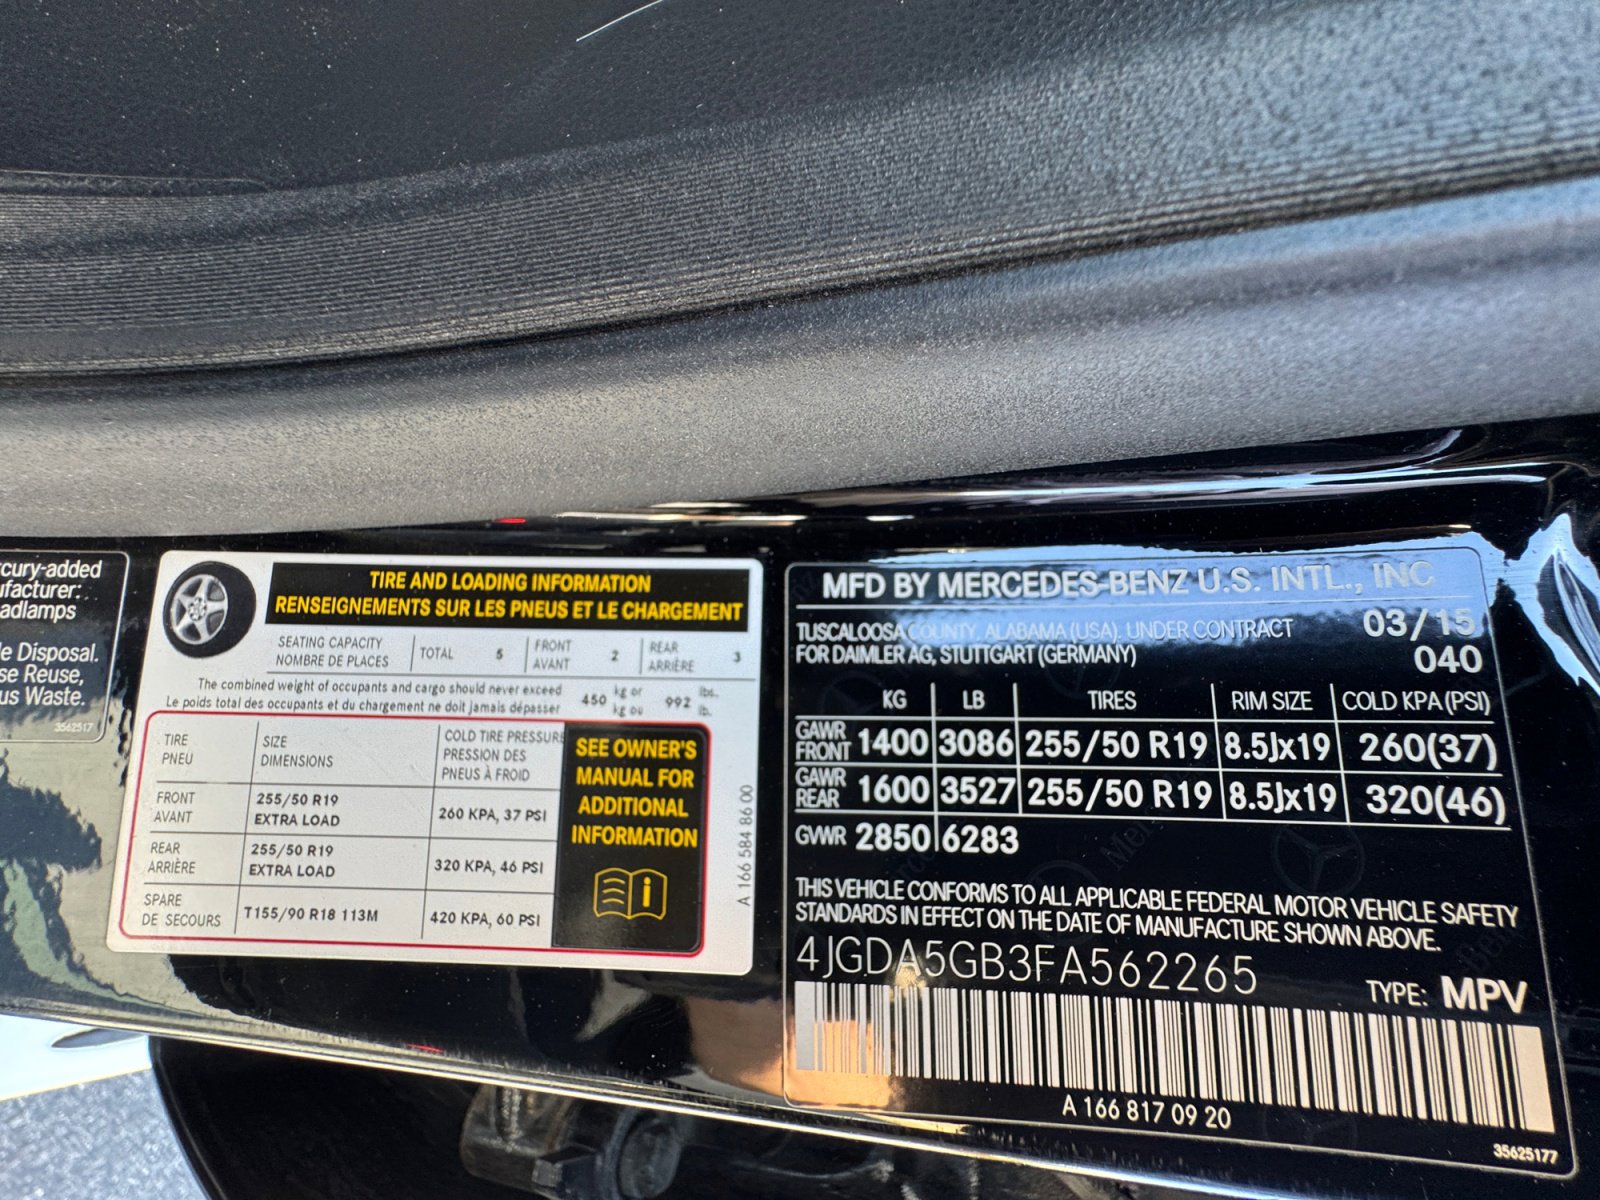 cury-added
ufacturer:
eadlamps
le Disposal.
se Reuse,
us Waste.
3562517
TIRE AND LOADING INFORMATION
RENSEIGNEMENTS SUR LES PNEUS ET LE CHARGEMENT
SEATING CAPACITY
NOMBRE DE PLACES
TOTAL 5
FRONT
AVANT 2
REAR
ARRIÈRE 3
The combined weight of occupants and cargo should never exceed
Le poids total des occupants et du chargement ne doit jamais dépasser
450 kg or 992 lbs.
kg ou lb.
TIRE
PNEU
SIZE
DIMENSIONS
COLD TIRE PRESSURE
PRESSION DES
PNEUS À FROID
FRONT
AVANT
255/50 R19
EXTRA LOAD
260 KPA, 37 PSI
REAR
ARRIÈRE
255/50 R19
EXTRA LOAD
320 KPA, 46 PSI
SPARE
DE SECOURS
T155/90 R18 113M
420 KPA, 60 PSI
SEE OWNER'S
MANUAL FOR
ADDITIONAL
INFORMATION
A 166 584 86 00
MFD BY MERCEDES-BENZ U.S. INTL., INC
TUSCALOOSA COUNTY, ALABAMA (USA). UNDER CONTRACT
FOR DAIMLER AG, STUTTGART (GERMANY)
03/15
040
KG LB TIRES RIM SIZE COLD KPA(PSI)
GAWR
FRONT 1400 3086 255/50 R19 8.5Jx19 260(37)
GAWR
REAR 1600 3527 255/50 R19 8.5Jx19 320(46)
GVWR 2850 6283
THIS VEHICLE CONFORMS TO ALL APPLICABLE FEDERAL MOTOR VEHICLE SAFETY
STANDARDS IN EFFECT ON THE DATE OF MANUFACTURE SHOWN ABOVE.
4JGDA5GB3FA562265
TYPE: MPV
A 166 817 09 20
35625177